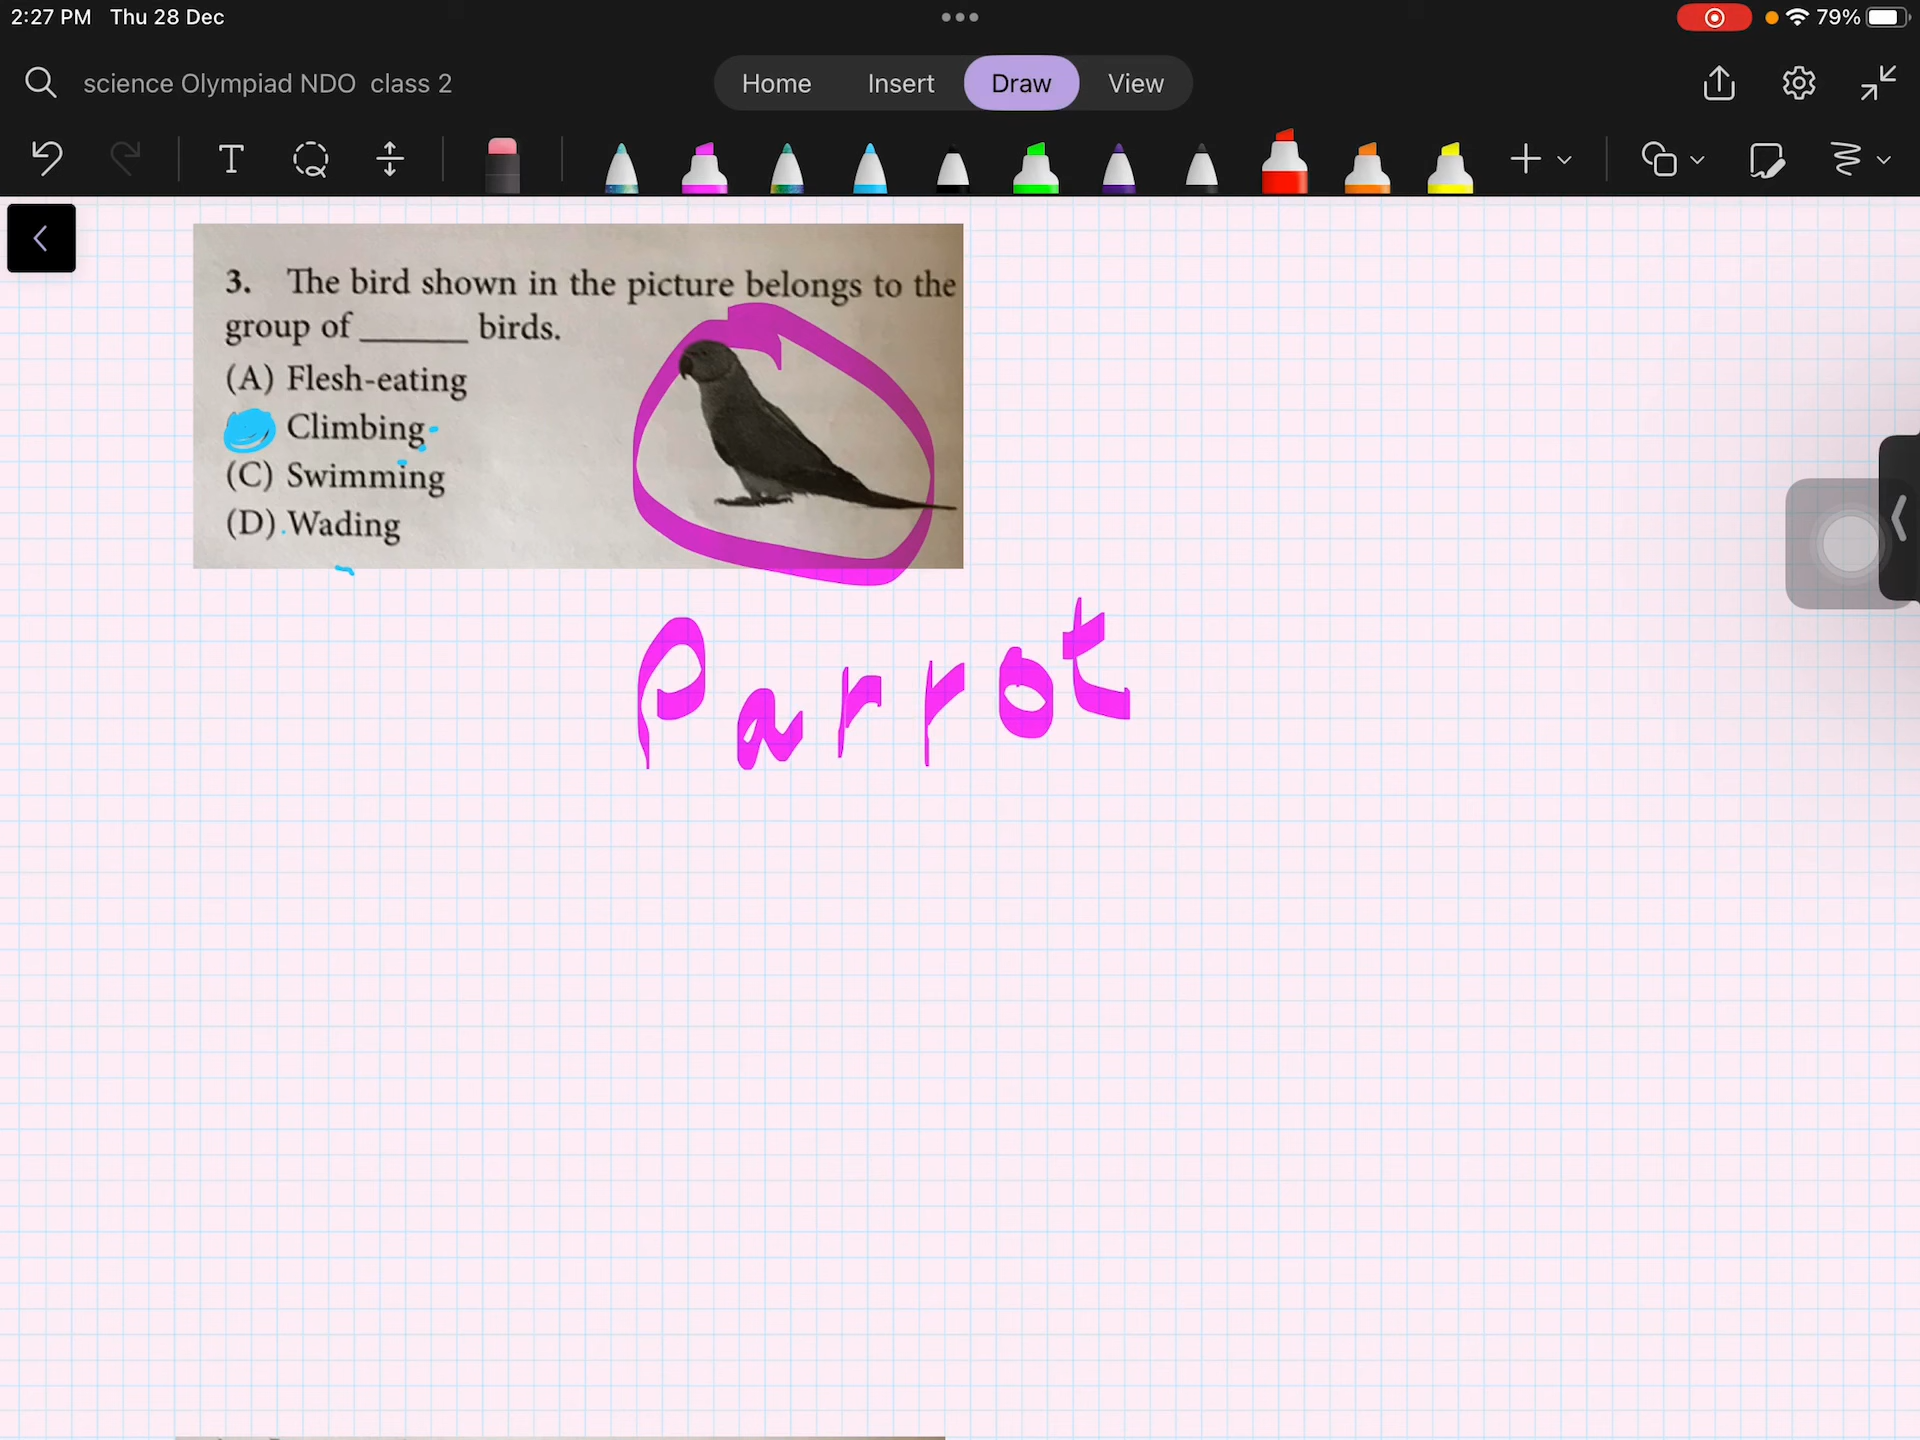 2:27 PM Thu 28 Dec 79%
science Olympiad NDO class 2 Home Insert Draw View
T
3. The bird shown in the picture belongs to the
group of ______ birds.
(A) Flesh-eating
Climbing
(C) Swimming
(D) Wading
Parrot